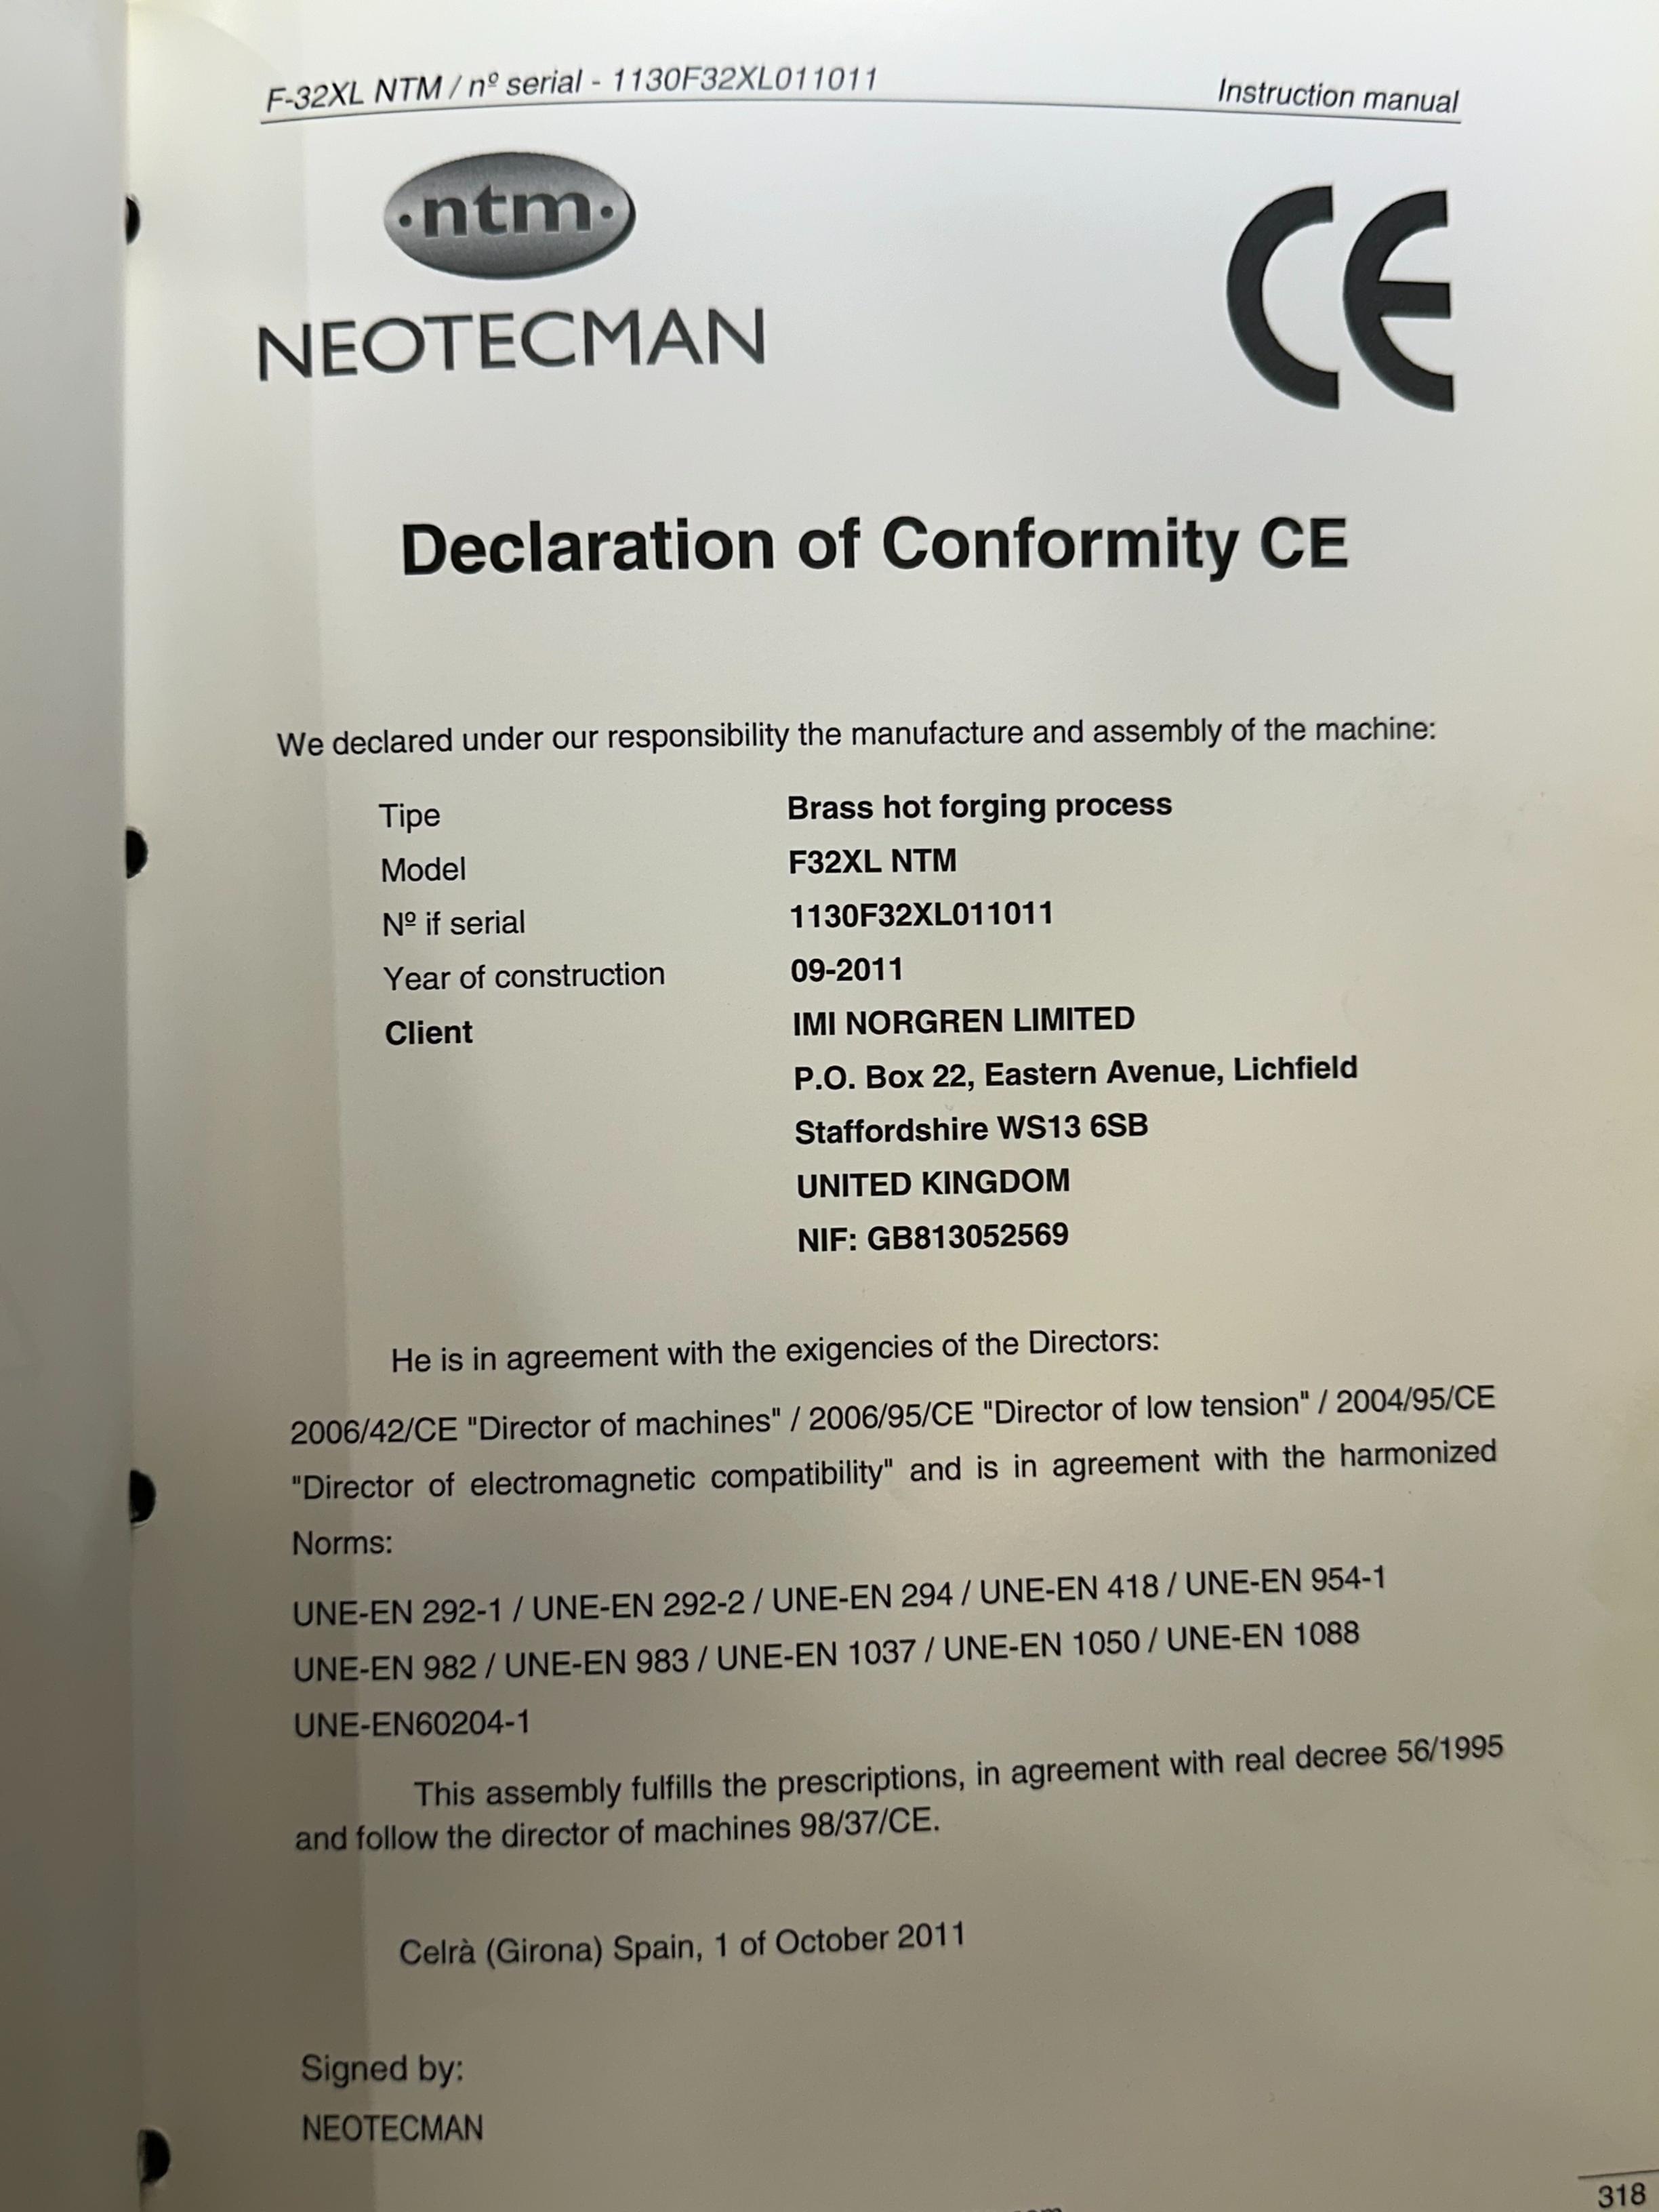 F-32XL NTM / nº serial - 1130F32XL011011 Instruction manual
·ntm·
NEOTECMAN
CE
Declaration of Conformity CE
We declared under our responsibility the manufacture and assembly of the machine:
Tipe Brass hot forging process
Model F32XL NTM
Nº if serial 1130F32XL011011
Year of construction 09-2011
Client IMI NORGREN LIMITED
P.O. Box 22, Eastern Avenue, Lichfield
Staffordshire WS13 6SB
UNITED KINGDOM
NIF: GB813052569
He is in agreement with the exigencies of the Directors:
2006/42/CE "Director of machines" / 2006/95/CE "Director of low tension" / 2004/95/CE
"Director of electromagnetic compatibility" and is in agreement with the harmonized
Norms:
UNE-EN 292-1 / UNE-EN 292-2 / UNE-EN 294 / UNE-EN 418 / UNE-EN 954-1
UNE-EN 982 / UNE-EN 983 / UNE-EN 1037 / UNE-EN 1050 / UNE-EN 1088
UNE-EN60204-1
This assembly fulfills the prescriptions, in agreement with real decree 56/1995
and follow the director of machines 98/37/CE.
Celrà (Girona) Spain, 1 of October 2011
Signed by:
NEOTECMAN
318